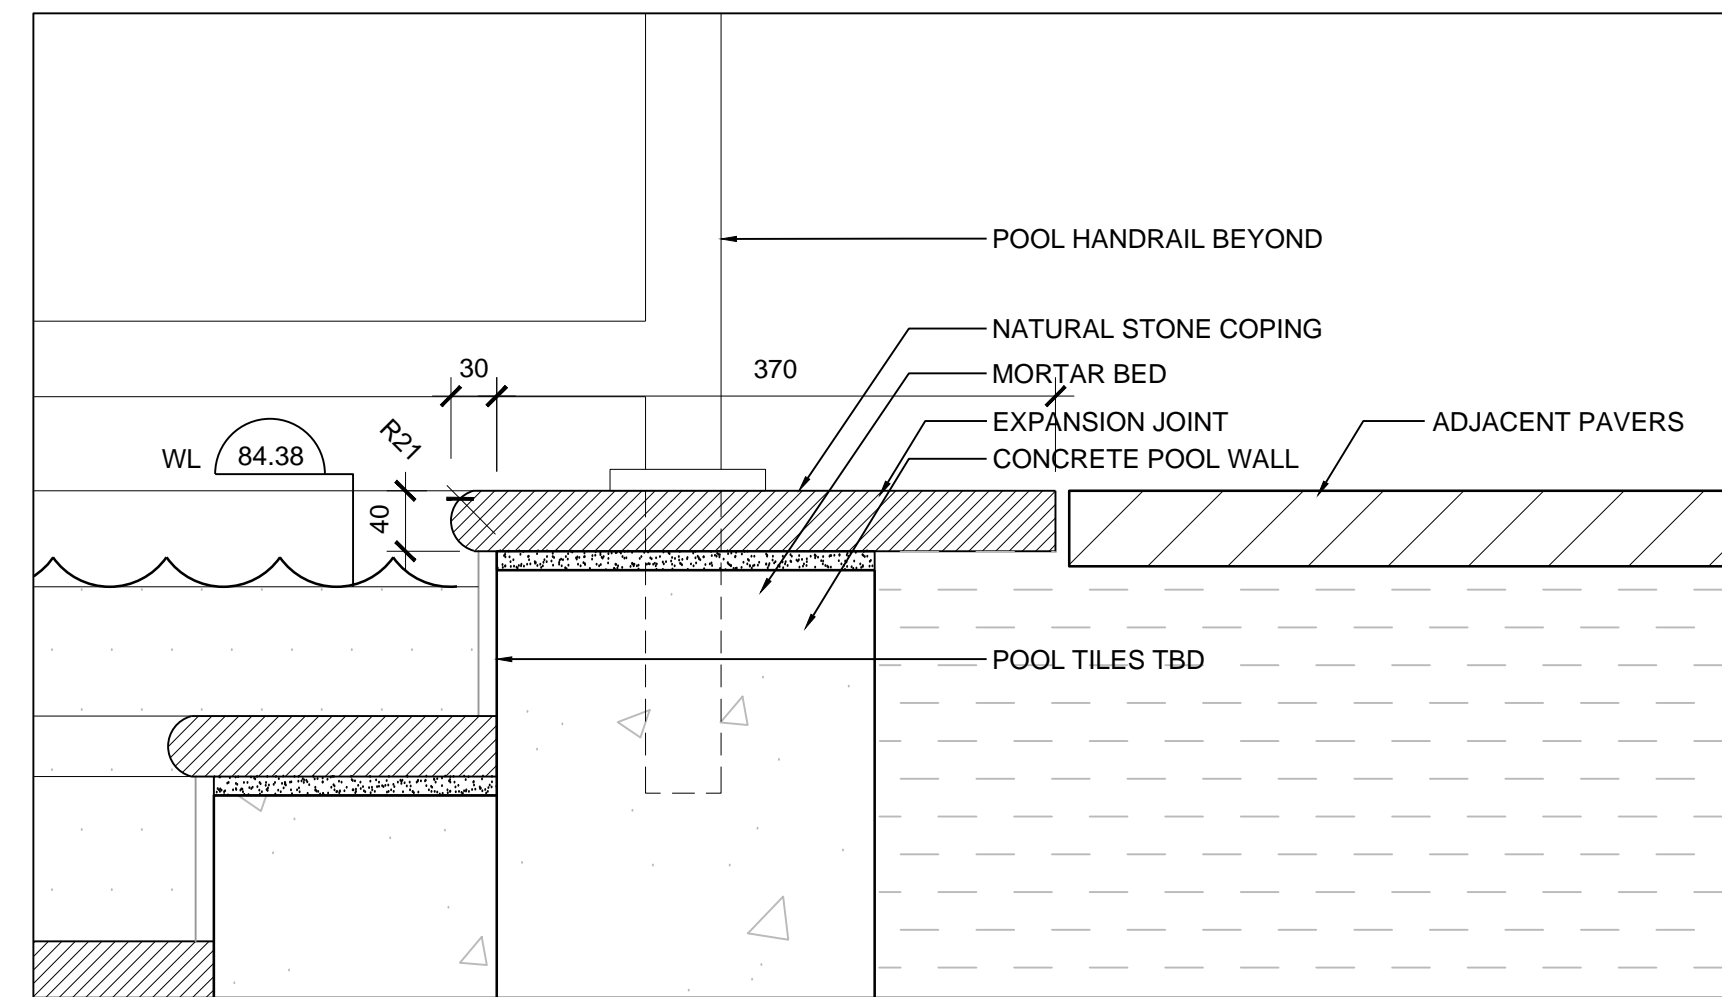 POOL HANDRAIL BEYOND
NATURAL STONE COPING
30
370
MORTAR BED
EXPANSION JOINT
ADJACENT PAVERS
R21
WL 84.38
CONCRETE POOL WALL
40
POOL TILES TBD